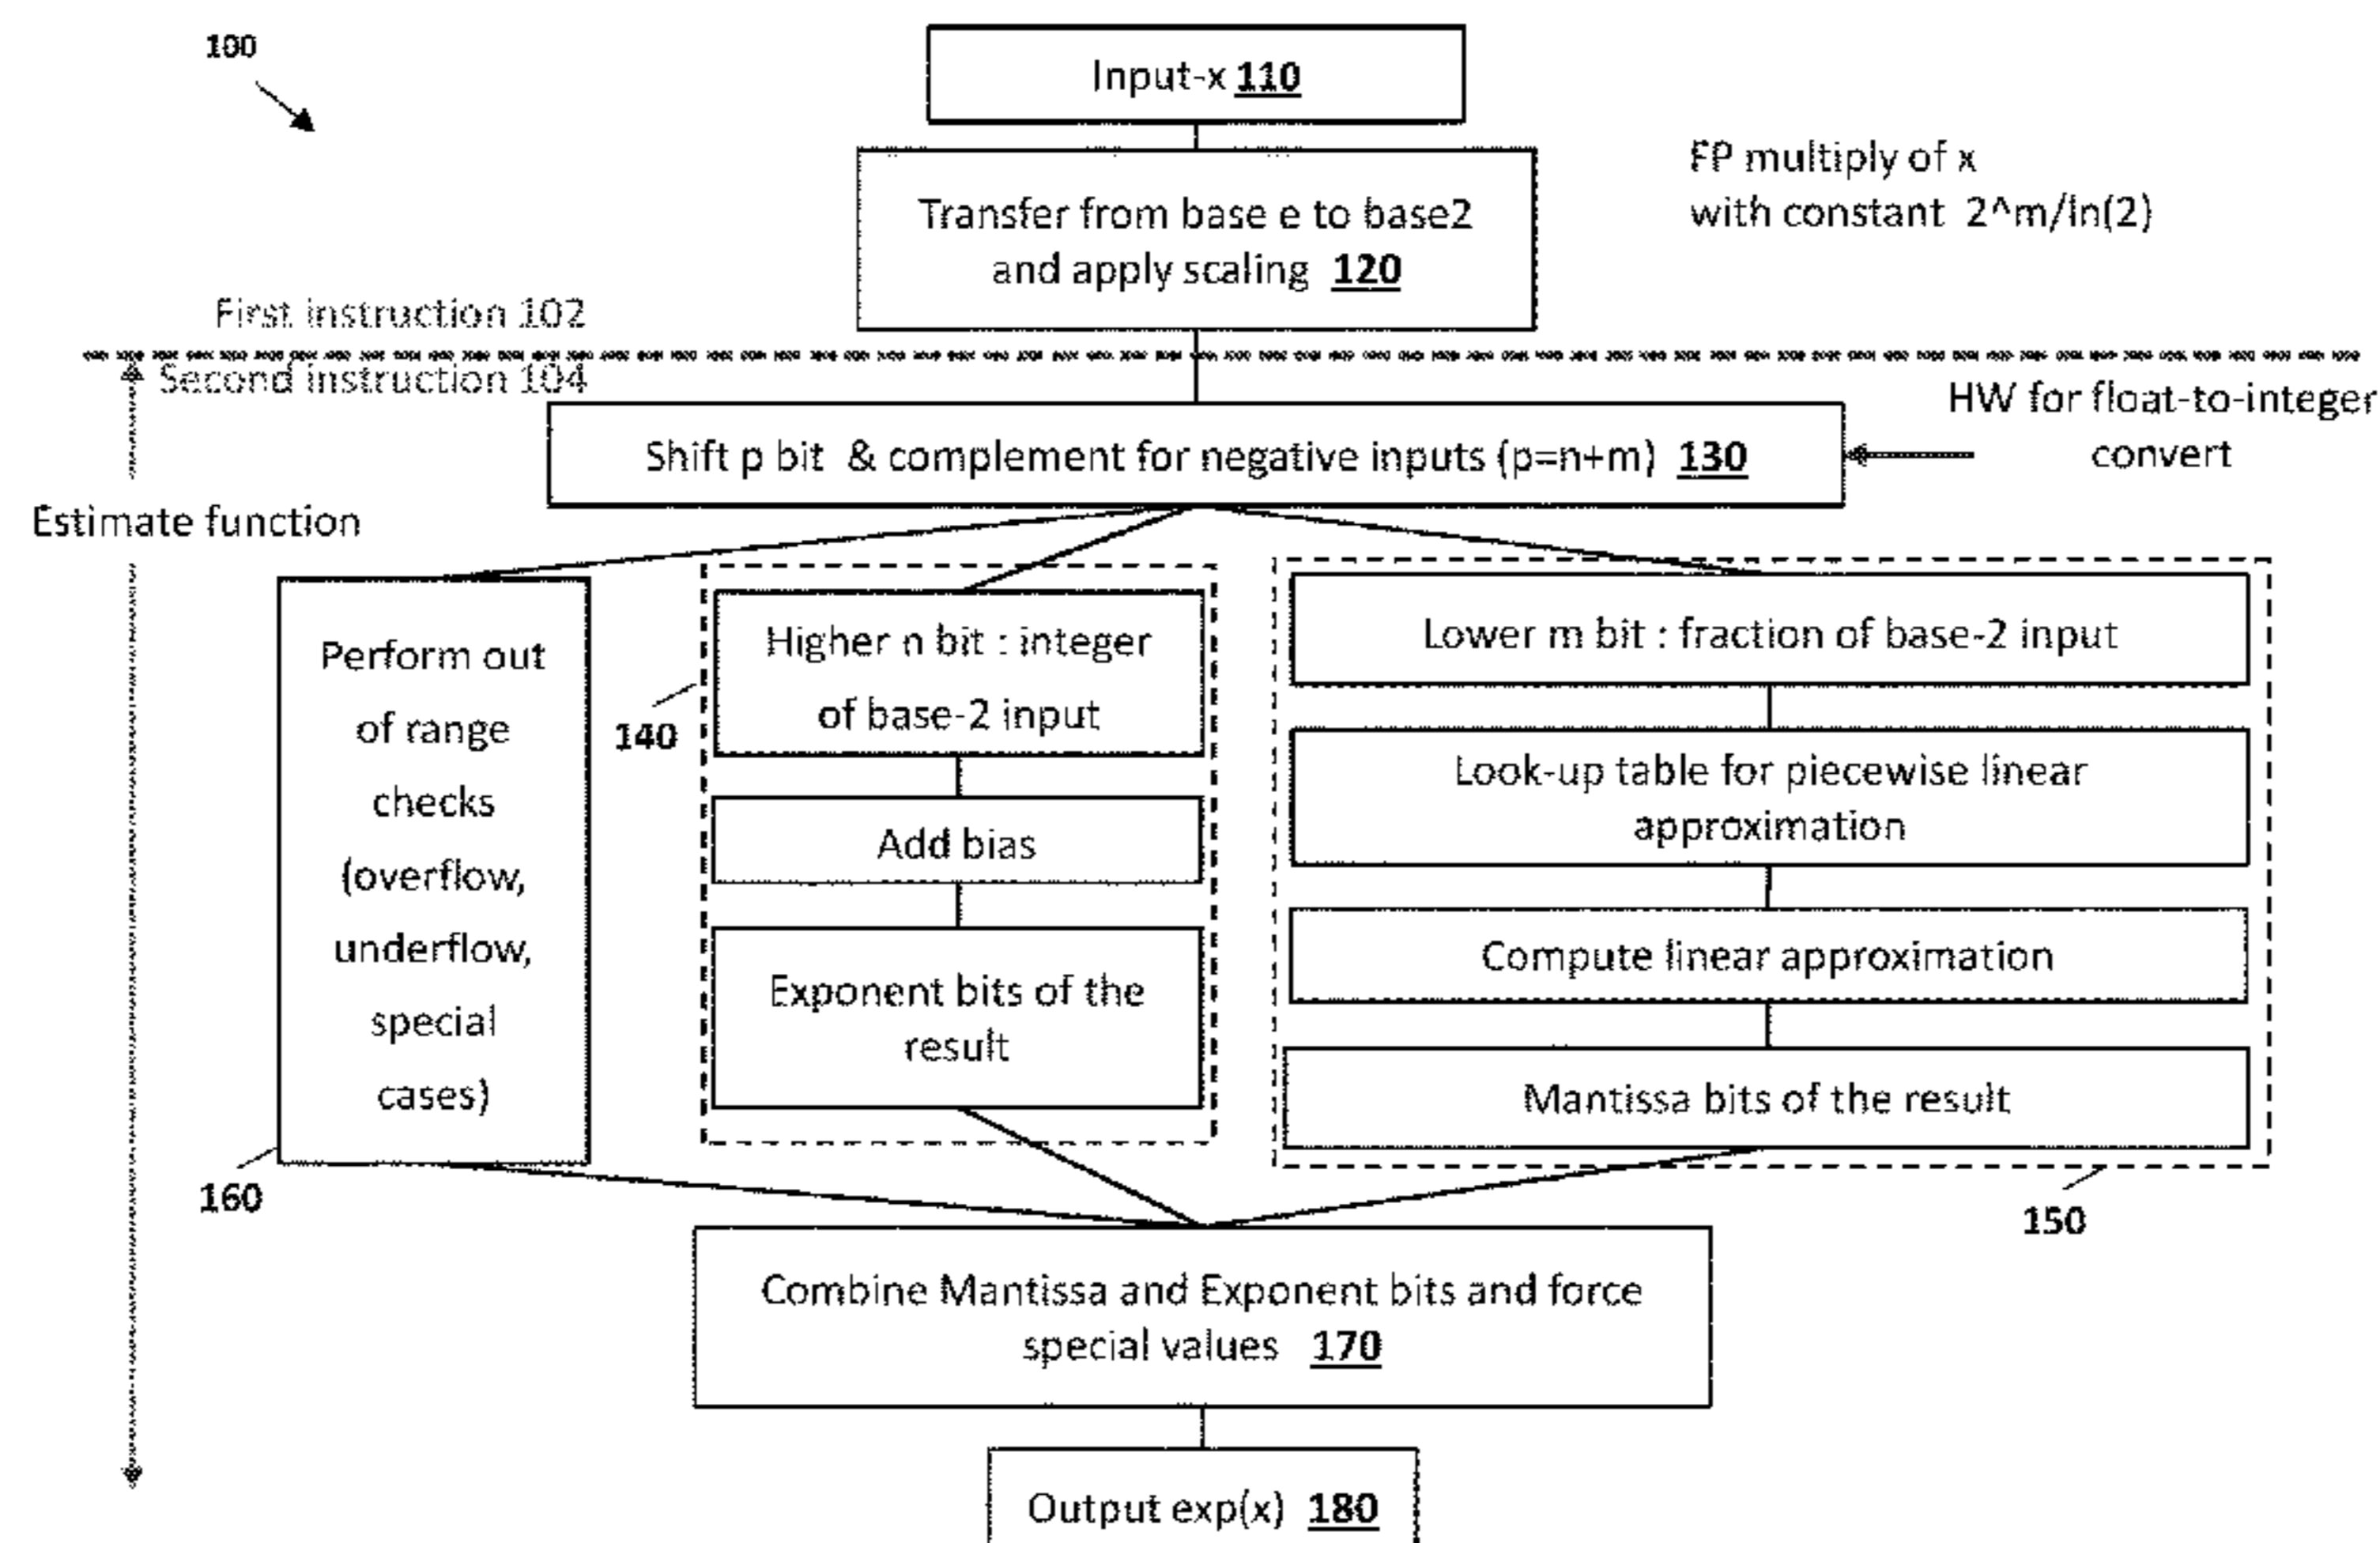 100
Input-x 110
FP multiply of x
with constant 2^m/ln(2)
Transfer from base e to base2
and apply scaling 120
First instruction 102
Second instruction 104
HW for float-to-integer
convert
Shift p bit & complement for negative inputs (p=n+m) 130
Estimate function
Perform out
of range
checks
(overflow,
underflow,
special
cases)
160
140
Higher n bit : integer
of base-2 input
Add bias
Exponent bits of the
result
Lower m bit : fraction of base-2 input
Look-up table for piecewise linear
approximation
Compute linear approximation
Mantissa bits of the result
150
Combine Mantissa and Exponent bits and force
special values 170
Output exp(x) 180